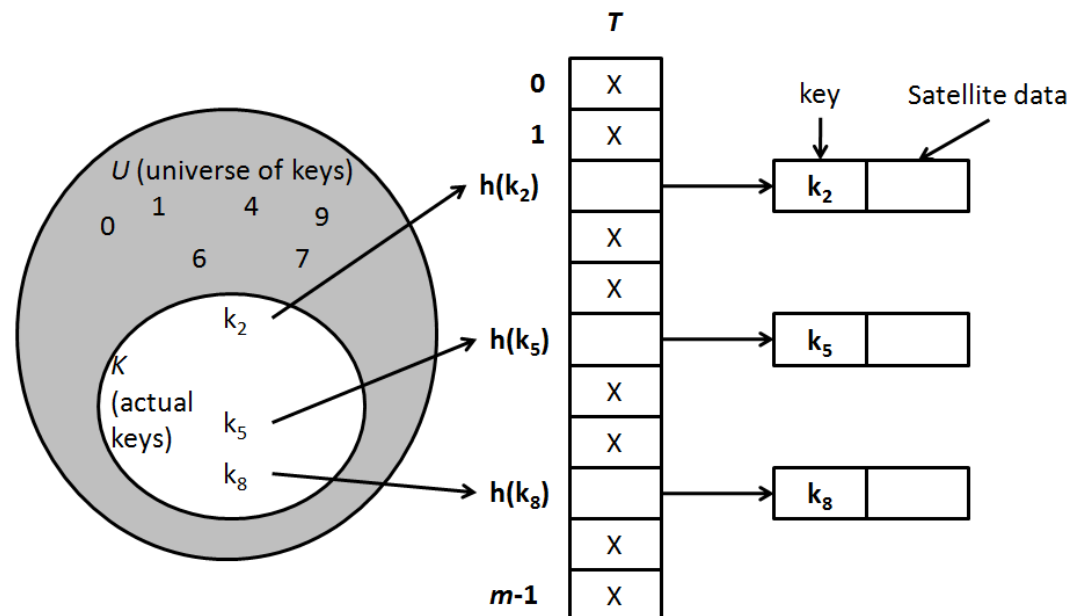 T
0 X
key Satellite data
1 X
U (universe of keys)
h(k₂) k₂
0 1 4 9
X
6 7
X
k₂
h(k₅) k₅
K
(actual
keys)
X
k₅
X
k₈
h(k₈) k₈
X
m-1 X